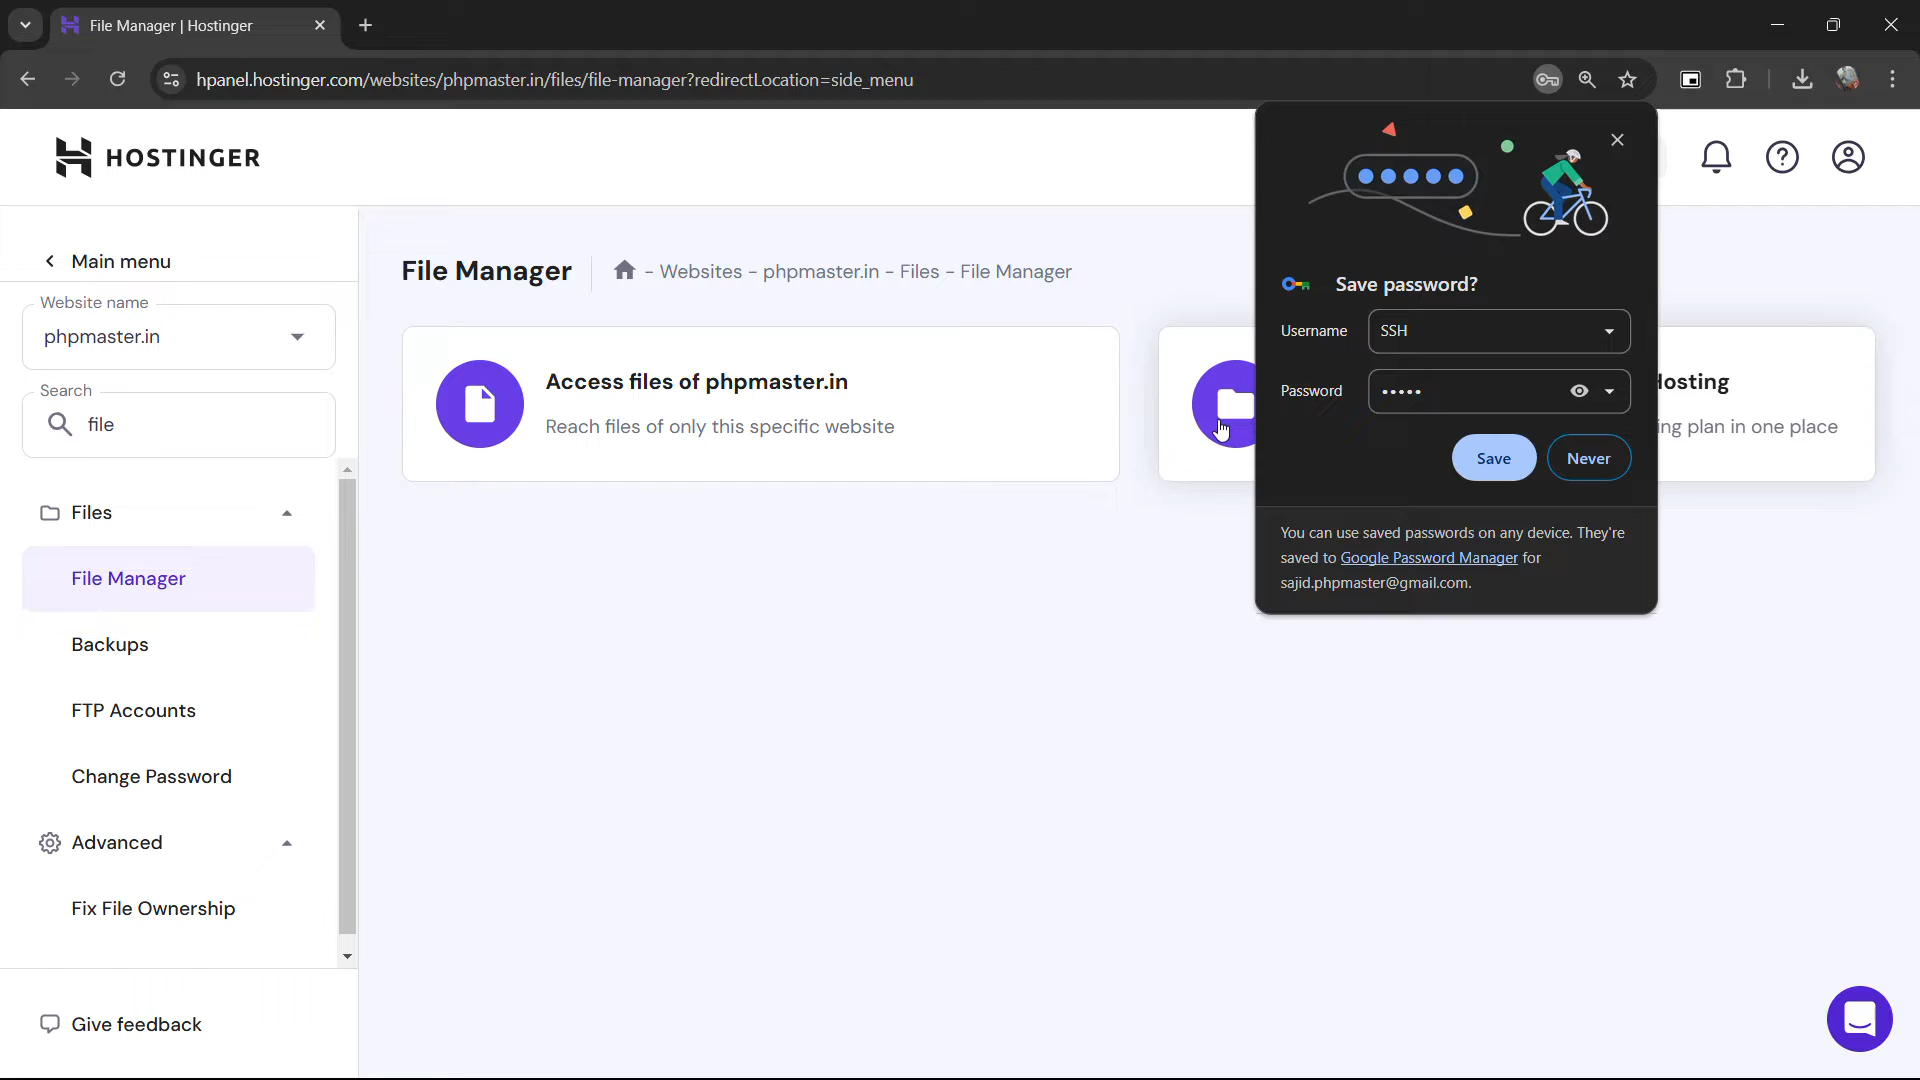 File Manager | Hostinger
hpanel.hostinger.com/websites/phpmaster.in/files/file-manager?redirectLocation=side_menu
HOSTINGER
Main menu
Website name
phpmaster.in
Search
file
Files
File Manager
Backups
FTP Accounts
Change Password
Advanced
Fix File Ownership
Give feedback
File Manager
- Websites - phpmaster.in - Files - File Manager
Access files of phpmaster.in
Reach files of only this specific website
Hosting
ing plan in one place
Save password?
Username
SSH
Password
•••••
Save
Never
You can use saved passwords on any device. They're
saved to Google Password Manager for
sajid.phpmaster@gmail.com.